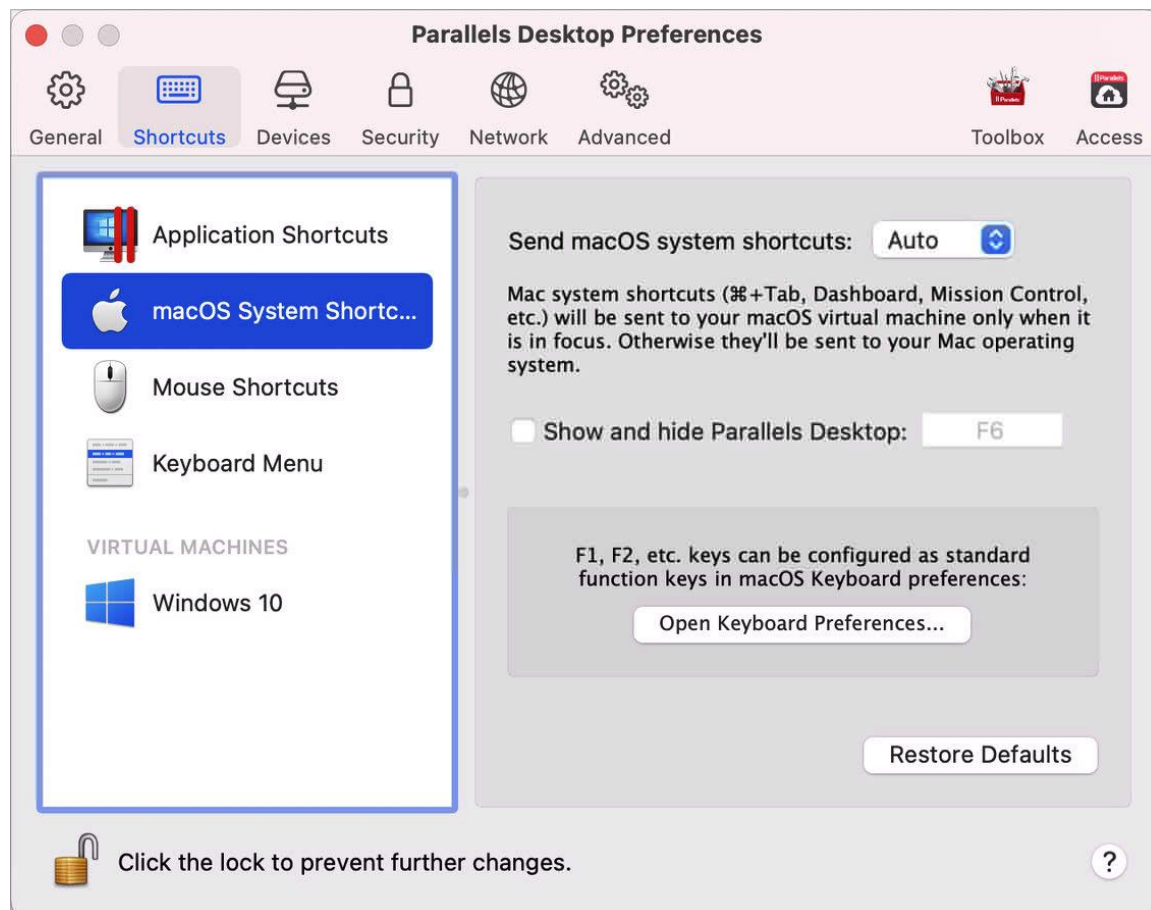 Parallels Desktop Preferences
General Shortcuts Devices Security Network Advanced Toolbox Access
Application Shortcuts
macOS System Shortc...
Mouse Shortcuts
Keyboard Menu
VIRTUAL MACHINES
Windows 10
Send macOS system shortcuts: Auto
Mac system shortcuts (⌘+Tab, Dashboard, Mission Control,
etc.) will be sent to your macOS virtual machine only when it
is in focus. Otherwise they'll be sent to your Mac operating
system.
Show and hide Parallels Desktop: F6
F1, F2, etc. keys can be configured as standard
function keys in macOS Keyboard preferences:
Open Keyboard Preferences...
Restore Defaults
Click the lock to prevent further changes.
?